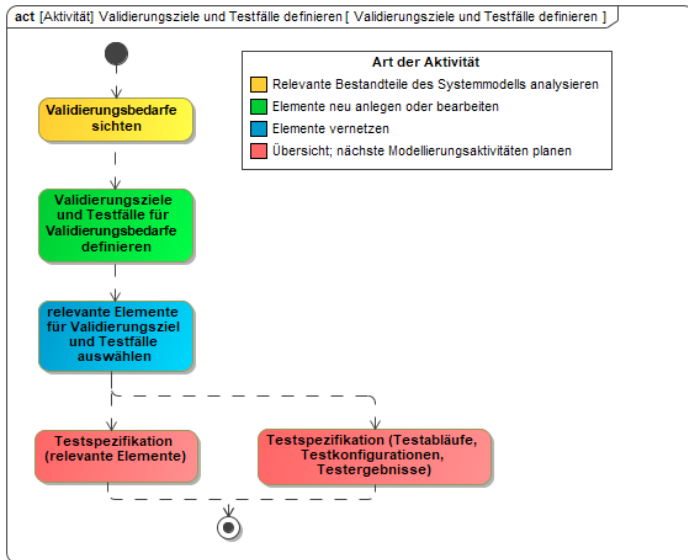 act [Aktivität] Validierungsziele und Testfälle definieren [ Validierungsziele und Testfälle definieren ]
Art der Aktivität
Relevante Bestandteile des Systemmodells analysieren
Elemente neu anlegen oder bearbeiten
Elemente vernetzen
Übersicht; nächste Modellierungsaktivitäten planen
Validierungsbedarfe
sichten
Validierungsziele
und Testfälle für
Validierungsbedarfe
definieren
relevante Elemente
für Validierungsziel
und Testfälle
auswählen
Testspezifikation
(relevante Elemente)
Testspezifikation (Testabläufe,
Testkonfigurationen,
Testergebnisse)